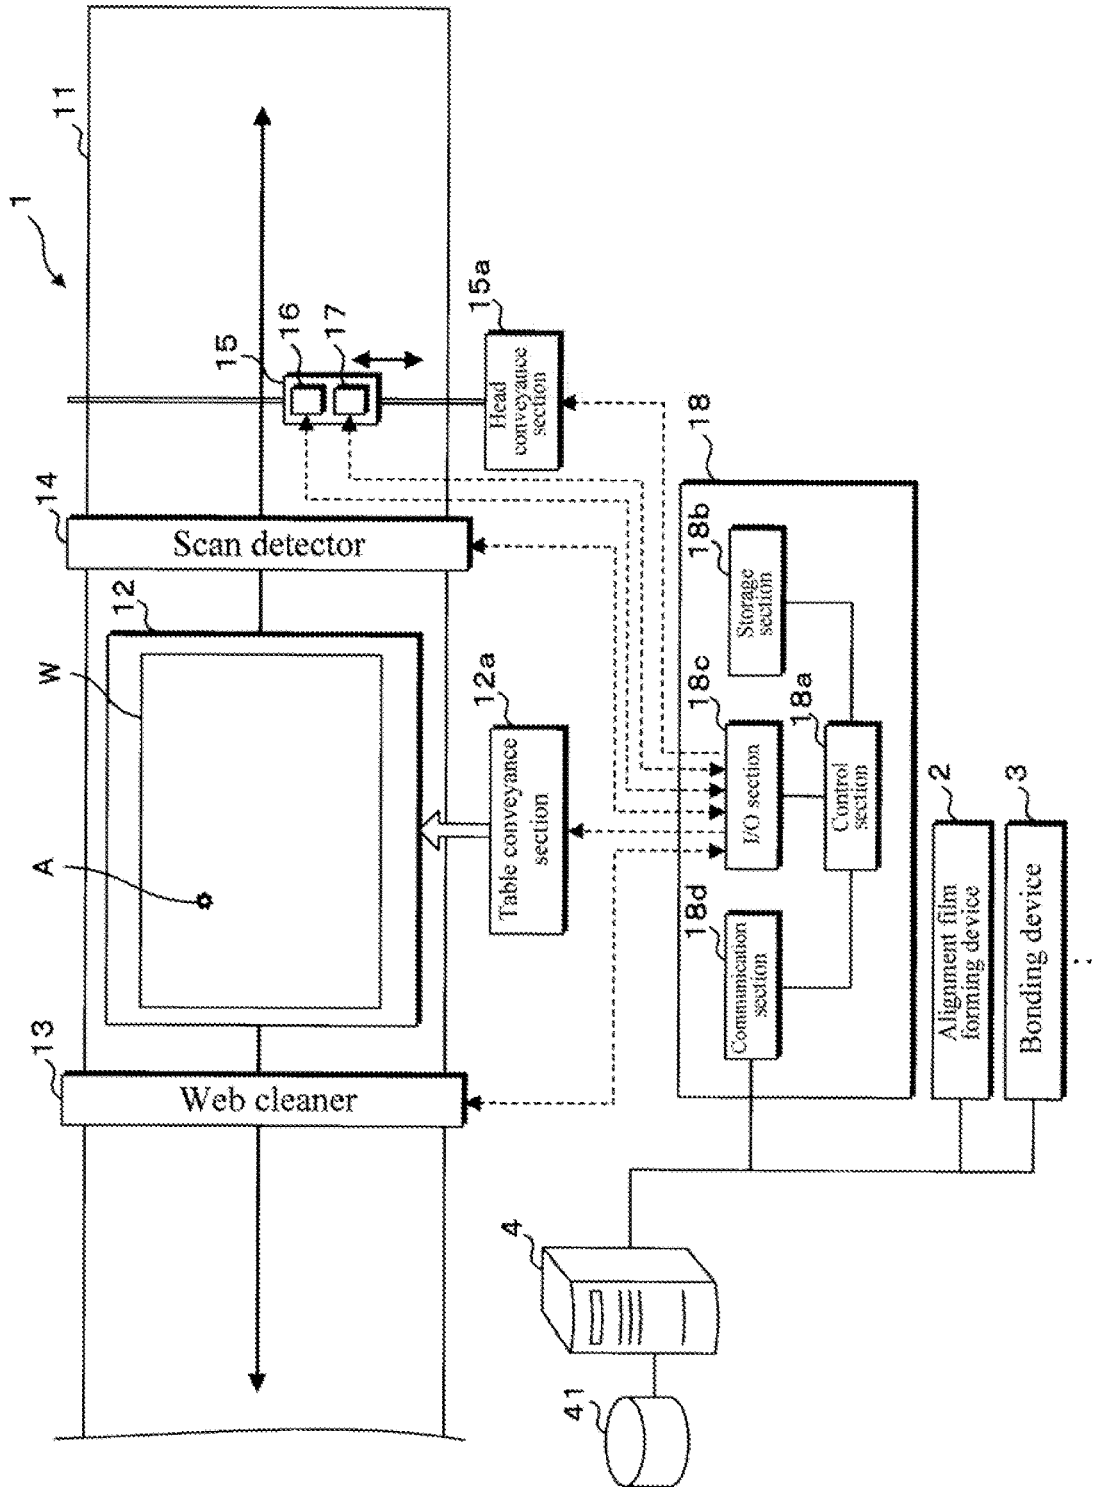 1
11
15
16
17
15a
Head
conveyance
section
14
Scan detector
12
W
A
12a
Table conveyance
section
13
Web cleaner
18
18b
Storage
section
18c
I/O section
18a
Control
section
18d
Communication
section
2
Alignment film
forming device
3
Bonding device
4
41